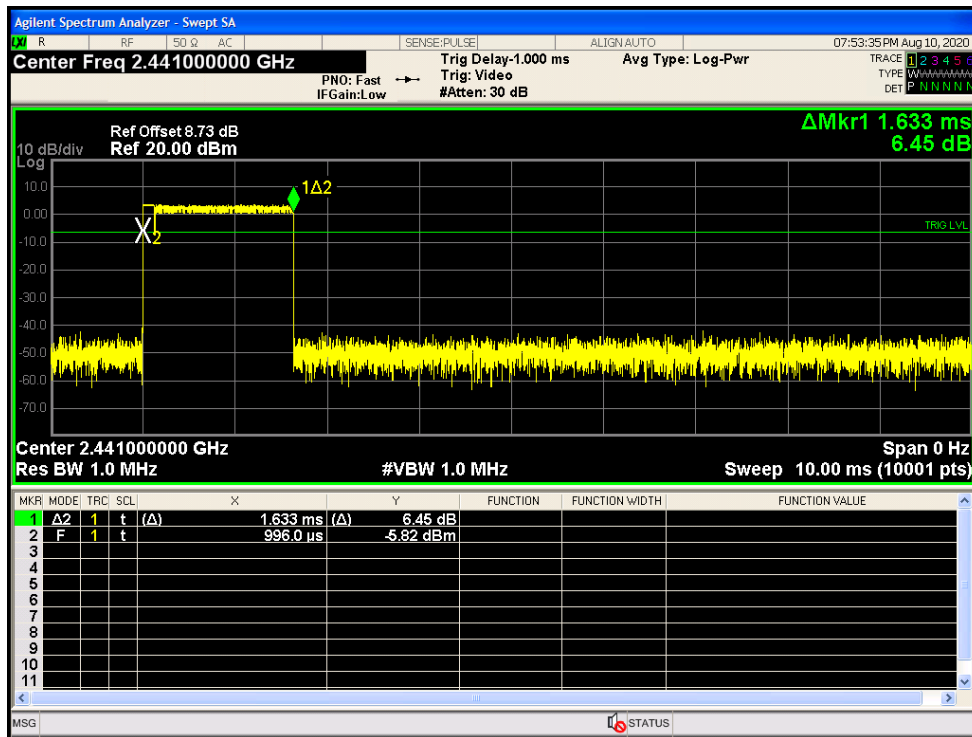 Agilent Spectrum Analyzer - Swept SA
LXI R RF 50 Ω AC SENSE:PULSE ALIGN AUTO 07:53:35 PM Aug 10, 2020
Center Freq 2.441000000 GHz
PNO: Fast
IFGain:Low
Trig Delay-1.000 ms
Trig: Video
#Atten: 30 dB
Avg Type: Log-Pwr
TRACE 1 2 3 4 5 6
TYPE WWWWWW
DET P N N N N N
ΔMkr1 1.633 ms
6.45 dB
Ref Offset 8.73 dB
10 dB/div Ref 20.00 dBm
Log
10.0
0.00
-10.0
-20.0
-30.0
-40.0
-50.0
-60.0
-70.0
1Δ2
2
TRIG LVL
Center 2.441000000 GHz Span 0 Hz
Res BW 1.0 MHz #VBW 1.0 MHz Sweep 10.00 ms (10001 pts)
MKR MODE TRC SCL X Y FUNCTION FUNCTION WIDTH FUNCTION VALUE
1 Δ2 1 t (Δ) 1.633 ms (Δ) 6.45 dB
2 F 1 t 996.0 µs -5.82 dBm
3
4
5
6
7
8
9
10
11
MSG STATUS